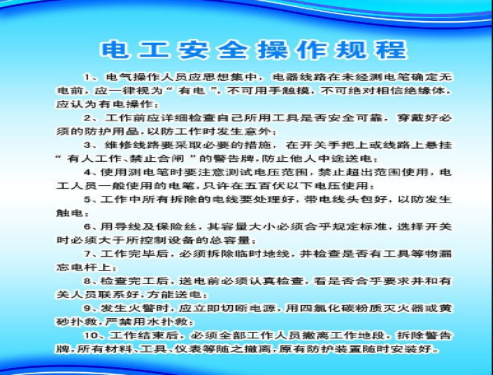 电工安全操作规程
1、电气操作人员应思想集中，电器线路在未经测电笔确定无
电前，应一律视为“有电”，不可用手触摸，不可绝对相信绝缘体，
应认为有电操作；
2、工作前应详细检查自己所用工具是否安全可靠，穿戴好必
须的防护用品，以防工作时发生意外；
3、维修线路要采取必要的措施，在开关手把上或线路上悬挂
“有人工作、禁止合闸”的警告牌，防止他人中途送电；
4、使用测电笔时要注意测试电压范围，禁止超出范围使用，电
工人员一般使用的电笔，只许在五百伏以下电压使用；
5、工作中所有拆除的电线要处理好，带电线头包好，以防发生
触电；
6、用导线及保险丝，其容量大小必须合乎规定标准，选择开关
时必须大于所控制设备的总容量；
7、工作完毕后，必须拆除临时地线，并检查是否有工具等物漏
忘电杆上；
8、检查完工后，送电前必须认真检查，看是否合乎要求并和有
关人员联系好，方能送电；
9、发生火警时，应立即切断电源，用四氯化碳粉质灭火器或黄
砂扑救，严禁用水扑救；
10、工作结束后，必须全部工作人员撤离工作地段，拆除警告
牌，所有材料、工具、仪表等随之撤离，原有防护装置随时安装好。